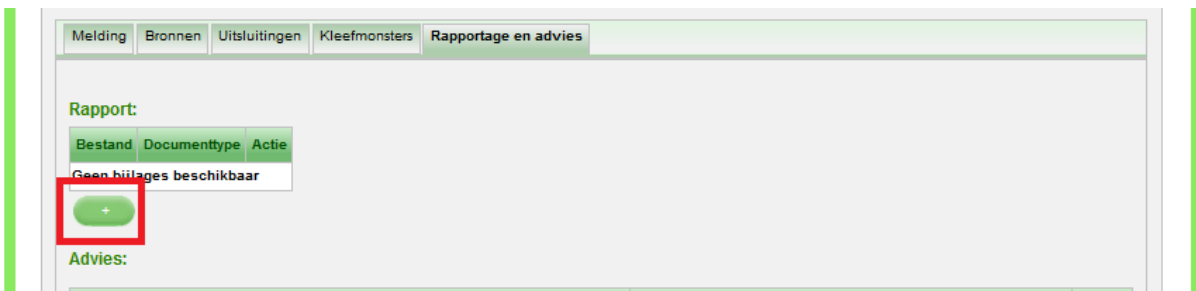 Melding Bronnen Uitsluitingen Kleefmonsters Rapportage en advies
Rapport:
Bestand Documenttype Actie
Geen bijlages beschikbaar
+
Advies: